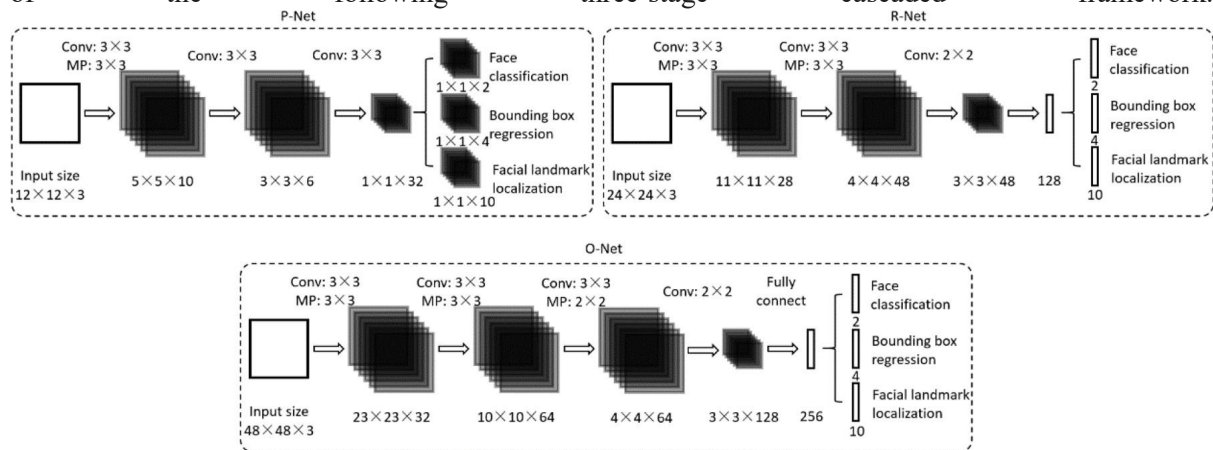 of the following three-stage cascaded framework.
P-Net
Conv: 3×3
MP: 3×3
Conv: 3×3
Conv: 3×3
Face
classification
1×1×2
Bounding box
regression
1×1×4
Facial landmark
localization
1×1×10
Input size
12×12×3
5×5×10
3×3×6
1×1×32
R-Net
Conv: 3×3
MP: 3×3
Conv: 3×3
MP: 3×3
Conv: 2×2
Face
classification
2
Bounding box
regression
4
Facial landmark
localization
10
Input size
24×24×3
11×11×28
4×4×48
3×3×48
128
O-Net
Conv: 3×3
MP: 3×3
Conv: 3×3
MP: 3×3
Conv: 3×3
MP: 2×2
Conv: 2×2
Fully
connect
Face
classification
2
Bounding box
regression
4
Facial landmark
localization
10
Input size
48×48×3
23×23×32
10×10×64
4×4×64
3×3×128
256